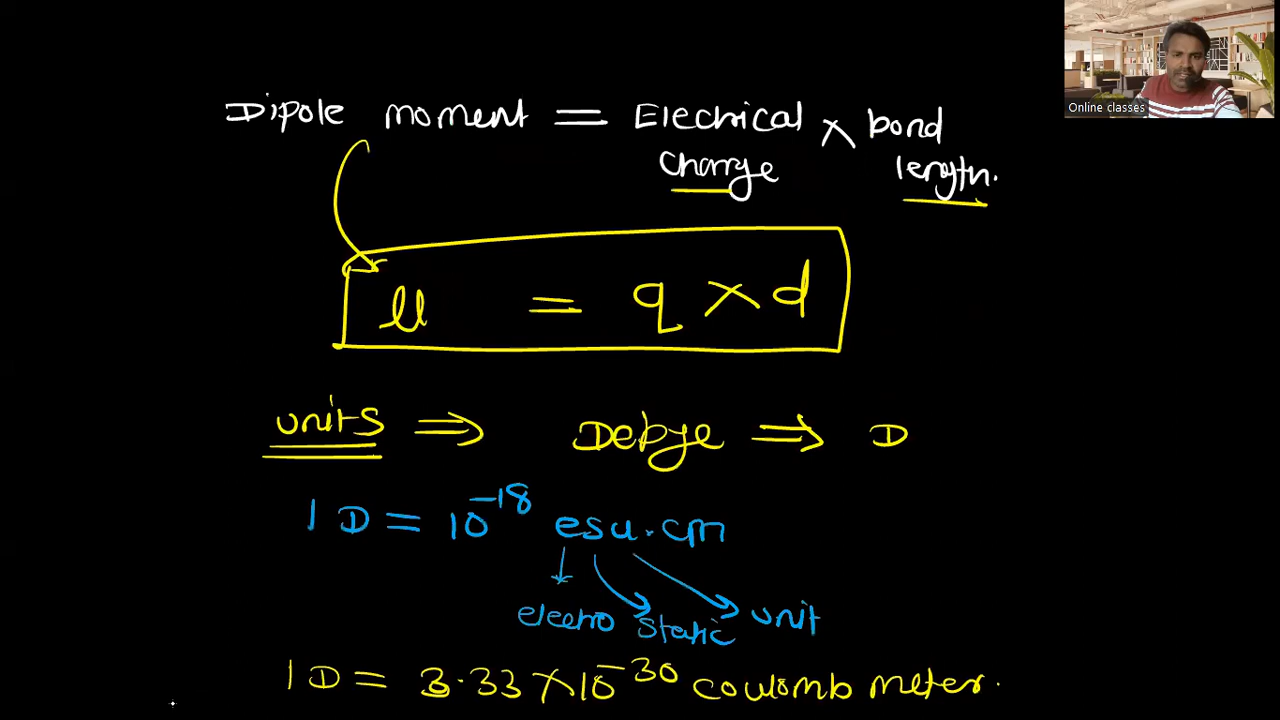 Online classes
Dipole moment = Electrical × bond
charge length.
μ = q × d
units ⇒ Debye ⇒ D
1 D = 10⁻¹⁸ esu.cm
electro static unit
1 D = 3.33 × 10⁻³⁰ coulomb meter.